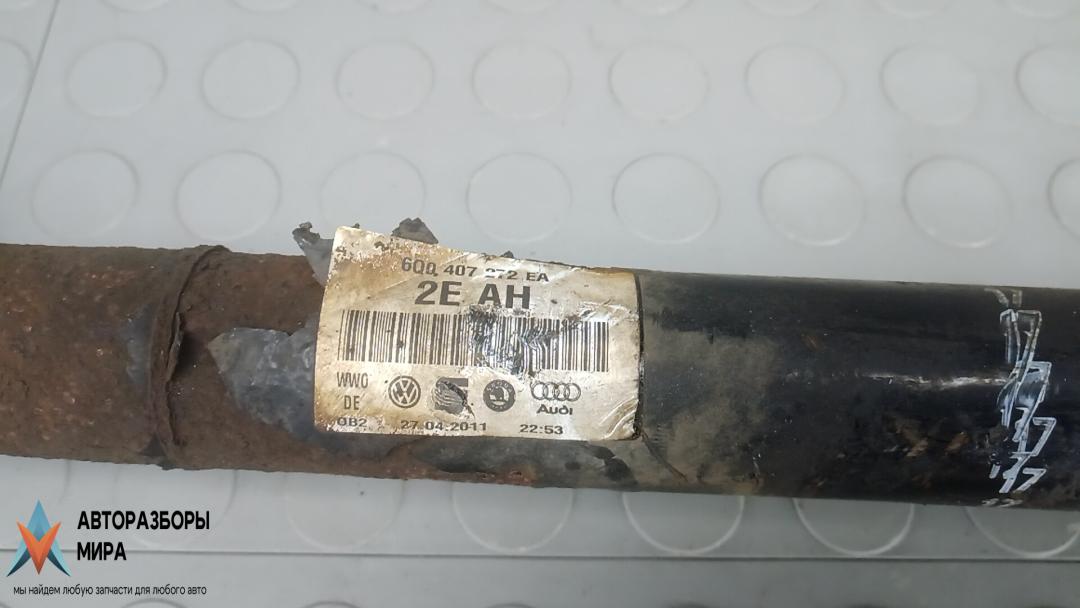 6Q0 407 272 EA
2E AH
WWO
DE
Audi
OB2 27.04.2011 22:53
АВТОРАЗБОРЫ
МИРА
мы найдем любую запчасти для любого авто